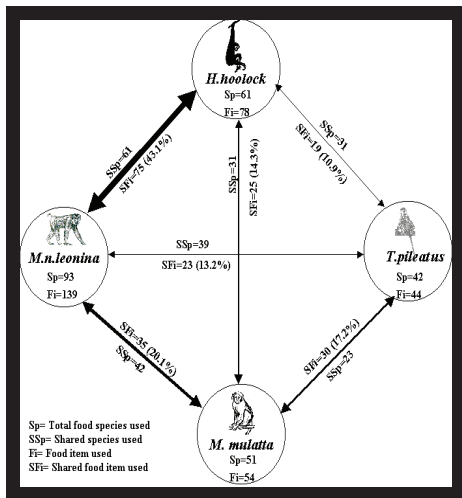 H.hoolock
Sp=61
Fi=78
SSp=61
SFi=75 (43.1%)
SSp=31
SFi=25 (14.3%)
SSp=31
SFi=19 (10.9%)
M.n.leonina
Sp=93
Fi=139
SSp=39
SFi=23 (13.2%)
T.pileatus
Sp=42
Fi=44
SFi=35 (20.1%)
SSp=42
SFi=30 (17.2%)
SSp=23
M. mulatta
Sp=51
Fi=54
Sp= Total food species used
SSp= Shared species used
Fi= Food item used
SFi= Shared food item used